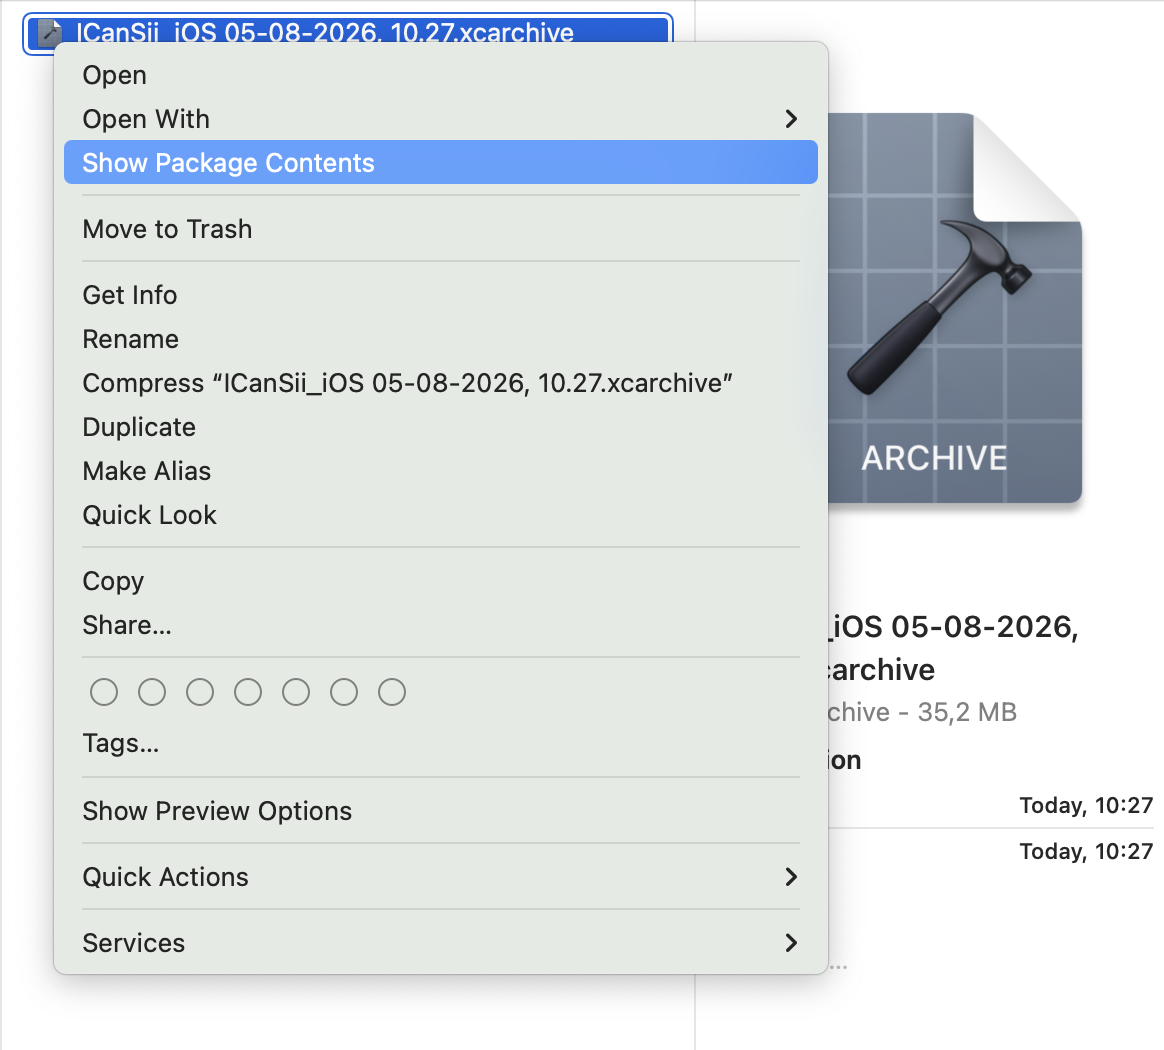 ICanSii_iOS 05-08-2026, 10.27.xcarchive
Open
Open With
Show Package Contents
Move to Trash
Get Info
Rename
Compress “ICanSii_iOS 05-08-2026, 10.27.xcarchive”
Duplicate
Make Alias
Quick Look
Copy
Share...
Tags...
Show Preview Options
Quick Actions
Services
ARCHIVE
_iOS 05-08-2026,
carchive
chive - 35,2 MB
ion
Today, 10:27
Today, 10:27
...